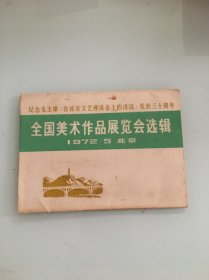 纪念毛主席《在延安文艺座谈会上的讲话》发表三十周年
全国美术作品展览会选辑
1972·5 北京